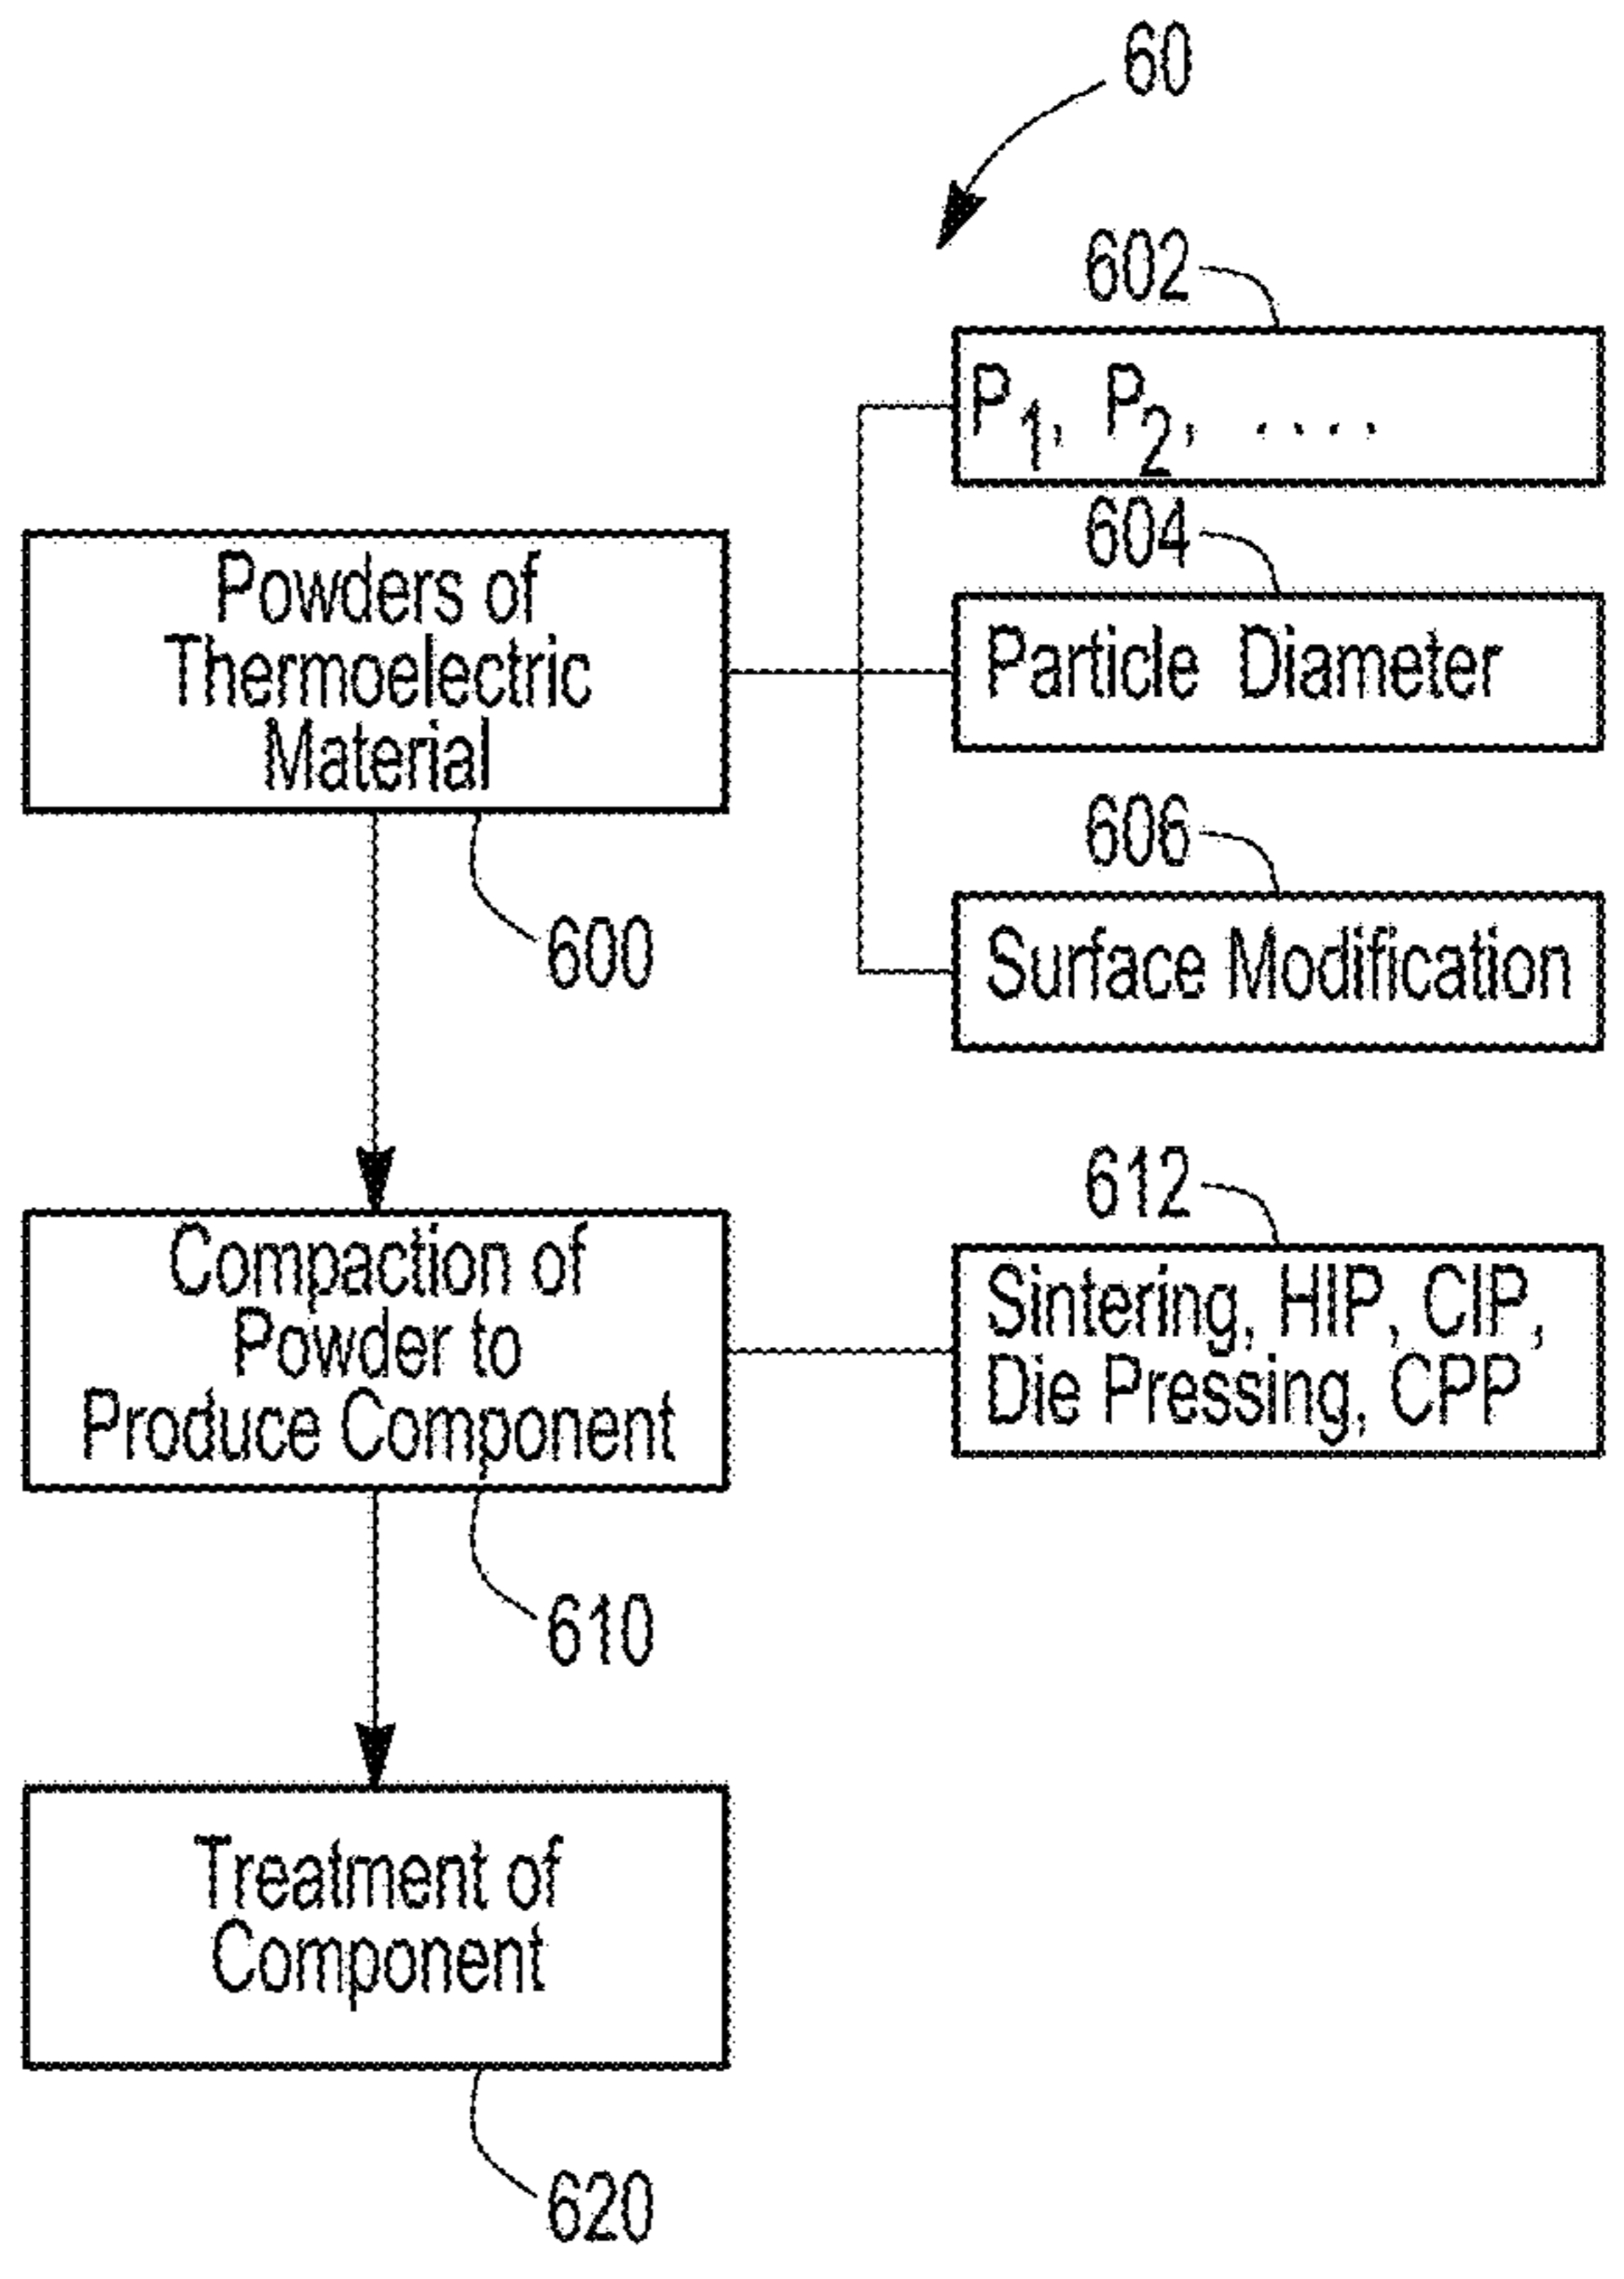 60
602
P1, P2, ....
604
Powders of
Thermoelectric
Material
Particle Diameter
606
600
Surface Modification
612
Compaction of
Powder to
Produce Component
Sintering, HIP, CIP,
Die Pressing, CPP
610
Treatment of
Component
620